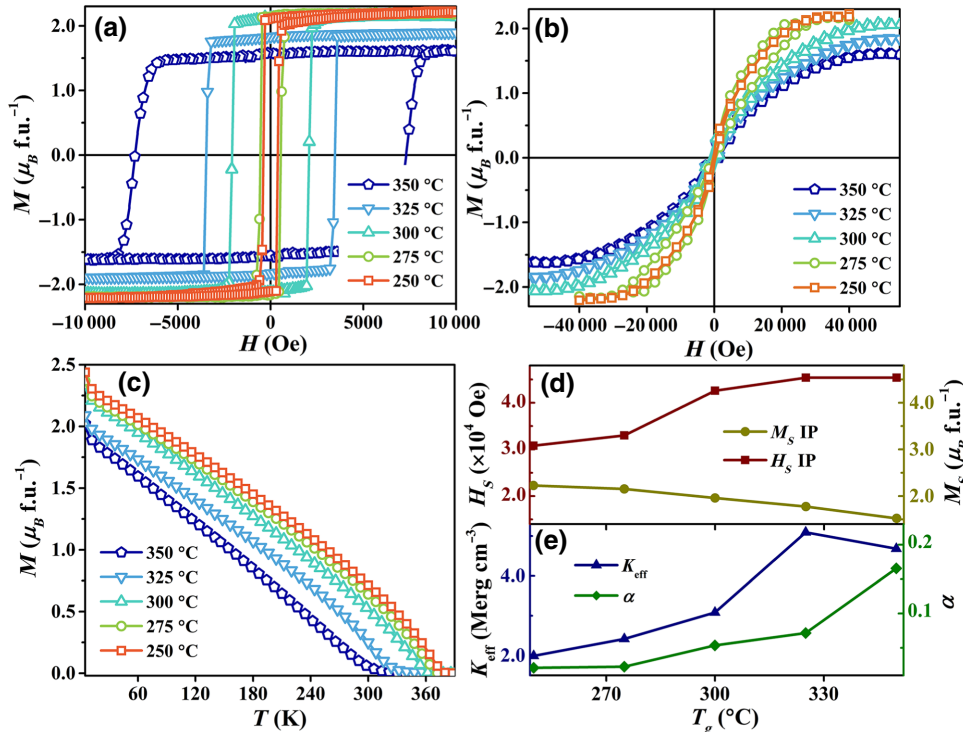 (a)
M (μB f.u.⁻¹)
2.0
1.0
0.0
−1.0
−2.0
350 °C
325 °C
300 °C
275 °C
250 °C
−10 000 −5000 0 5000 10 000
H (Oe)
(b)
M (μB f.u.⁻¹)
2.0
1.0
0.0
−1.0
−2.0
350 °C
325 °C
300 °C
275 °C
250 °C
−40 000 −20 000 0 20 000 40 000
H (Oe)
(c)
M (μB f.u.⁻¹)
2.5
2.0
1.5
1.0
0.5
0.0
350 °C
325 °C
300 °C
275 °C
250 °C
60 120 180 240 300 360
T (K)
(d)
HS (×10⁴ Oe)
4.0
3.0
2.0
MS IP
HS IP
4.0
3.0
2.0
MS (μB f.u.⁻¹)
(e)
Keff (Merg cm⁻³)
4.0
2.0
Keff
α
0.2
0.1
α
270 300 330
Tg (°C)